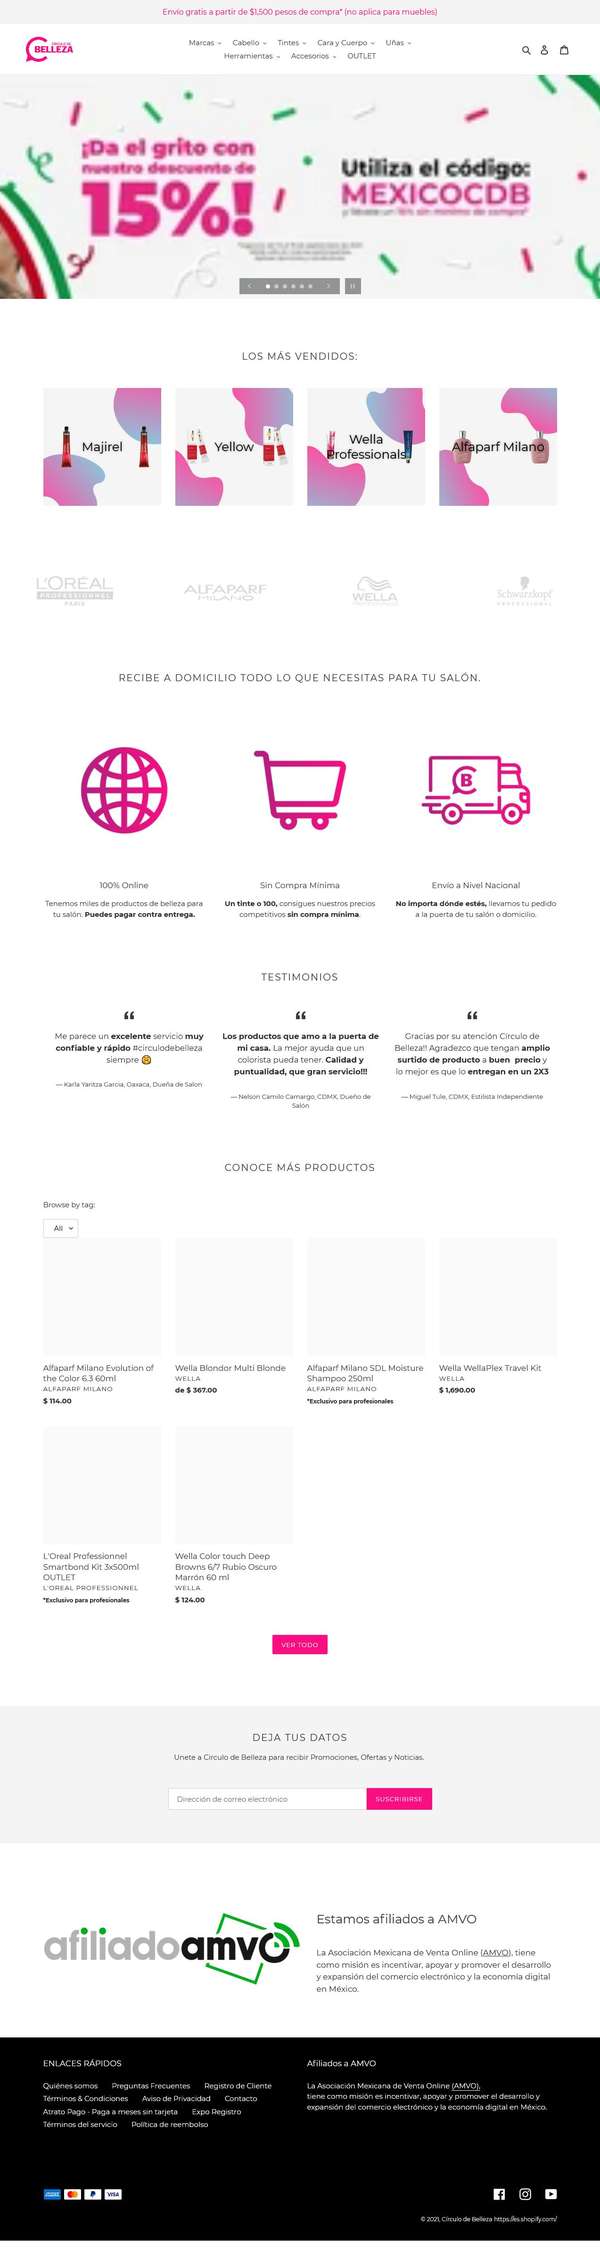 Envío gratis a partir de $1,500 pesos de compra* (no aplica para muebles)
CÍRCULO DE
BELLEZA
Marcas Cabello Tintes Cara y Cuerpo Uñas
Herramientas Accesorios OUTLET
¡Da el grito con
nuestro descuento de
15%!
Utiliza el código:
MEXICOCDB
LOS MÁS VENDIDOS:
Majirel
Yellow
Wella
Professionals
Alfaparf Milano
L'ORÉAL
PROFESSIONNEL
PARIS
ALFAPARF
MILANO
WELLA
Schwarzkopf
PROFESSIONAL
RECIBE A DOMICILIO TODO LO QUE NECESITAS PARA TU SALÓN.
B
100% Online
Tenemos miles de productos de belleza para
tu salón. Puedes pagar contra entrega.
Sin Compra Mínima
Un tinte o 100, consigues nuestros precios
competitivos sin compra mínima.
Envío a Nivel Nacional
No importa dónde estés, llevamos tu pedido
a la puerta de tu salón o domicilio.
TESTIMONIOS
Me parece un excelente servicio muy
confiable y rápido #circulodebelleza
siempre
— Karla Yaritza Garcia, Oaxaca, Dueña de Salon
Los productos que amo a la puerta de
mi casa. La mejor ayuda que un
colorista pueda tener. Calidad y
puntualidad, que gran servicio!!!
— Nelson Camilo Camargo, CDMX, Dueño de
Salón
Gracias por su atención Círculo de
Belleza!! Agradezco que tengan amplio
surtido de producto a buen precio y
lo mejor es que lo entregan en un 2X3
— Miguel Tule, CDMX, Estilista Independiente
CONOCE MÁS PRODUCTOS
Browse by tag:
All
Alfaparf Milano Evolution of
the Color 6.3 60ml
ALFAPARF MILANO
$ 114.00
Wella Blondor Multi Blonde
WELLA
de $ 367.00
Alfaparf Milano SDL Moisture
Shampoo 250ml
ALFAPARF MILANO
*Exclusivo para profesionales
Wella WellaPlex Travel Kit
WELLA
$ 1,690.00
L'Oreal Professionnel
Smartbond Kit 3x500ml
OUTLET
L'OREAL PROFESSIONNEL
*Exclusivo para profesionales
Wella Color touch Deep
Browns 6/7 Rubio Oscuro
Marrón 60 ml
WELLA
$ 124.00
VER TODO
DEJA TUS DATOS
Unete a Círculo de Belleza para recibir Promociones, Ofertas y Noticias.
Dirección de correo electrónico
SUSCRIBIRSE
afiliadoamvo
Estamos afiliados a AMVO
La Asociación Mexicana de Venta Online (AMVO), tiene
como misión es incentivar, apoyar y promover el desarrollo
y expansión del comercio electrónico y la economía digital
en México.
ENLACES RÁPIDOS
Quiénes somos Preguntas Frecuentes Registro de Cliente
Términos & Condiciones Aviso de Privacidad Contacto
Atrato Pago - Paga a meses sin tarjeta Expo Registro
Términos del servicio Política de reembolso
Afiliados a AMVO
La Asociación Mexicana de Venta Online (AMVO),
tiene como misión es incentivar, apoyar y promover el desarrollo y
expansión del comercio electrónico y la economía digital en México.
VISA
© 2021, Círculo de Belleza https://es.shopify.com/